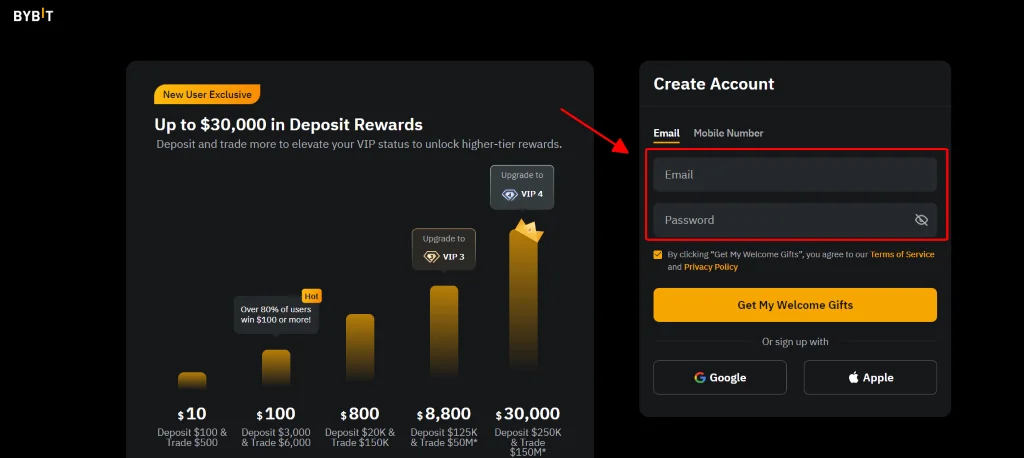 BYBIT
New User Exclusive
Up to $30,000 in Deposit Rewards
Deposit and trade more to elevate your VIP status to unlock higher-tier rewards.
Upgrade to
VIP 4
Upgrade to
VIP 3
Hot
Over 80% of users
win $100 or more!
$10
Deposit $100 &
Trade $500
$100
Deposit $3,000
& Trade $6,000
$800
Deposit $20K &
Trade $150K
$8,800
Deposit $125K
& Trade $50M*
$30,000
Deposit $250K
& Trade
$150M*
Create Account
Email Mobile Number
Email
Password
By clicking "Get My Welcome Gifts", you agree to our Terms of Service
and Privacy Policy
Get My Welcome Gifts
Or sign up with
Google
Apple